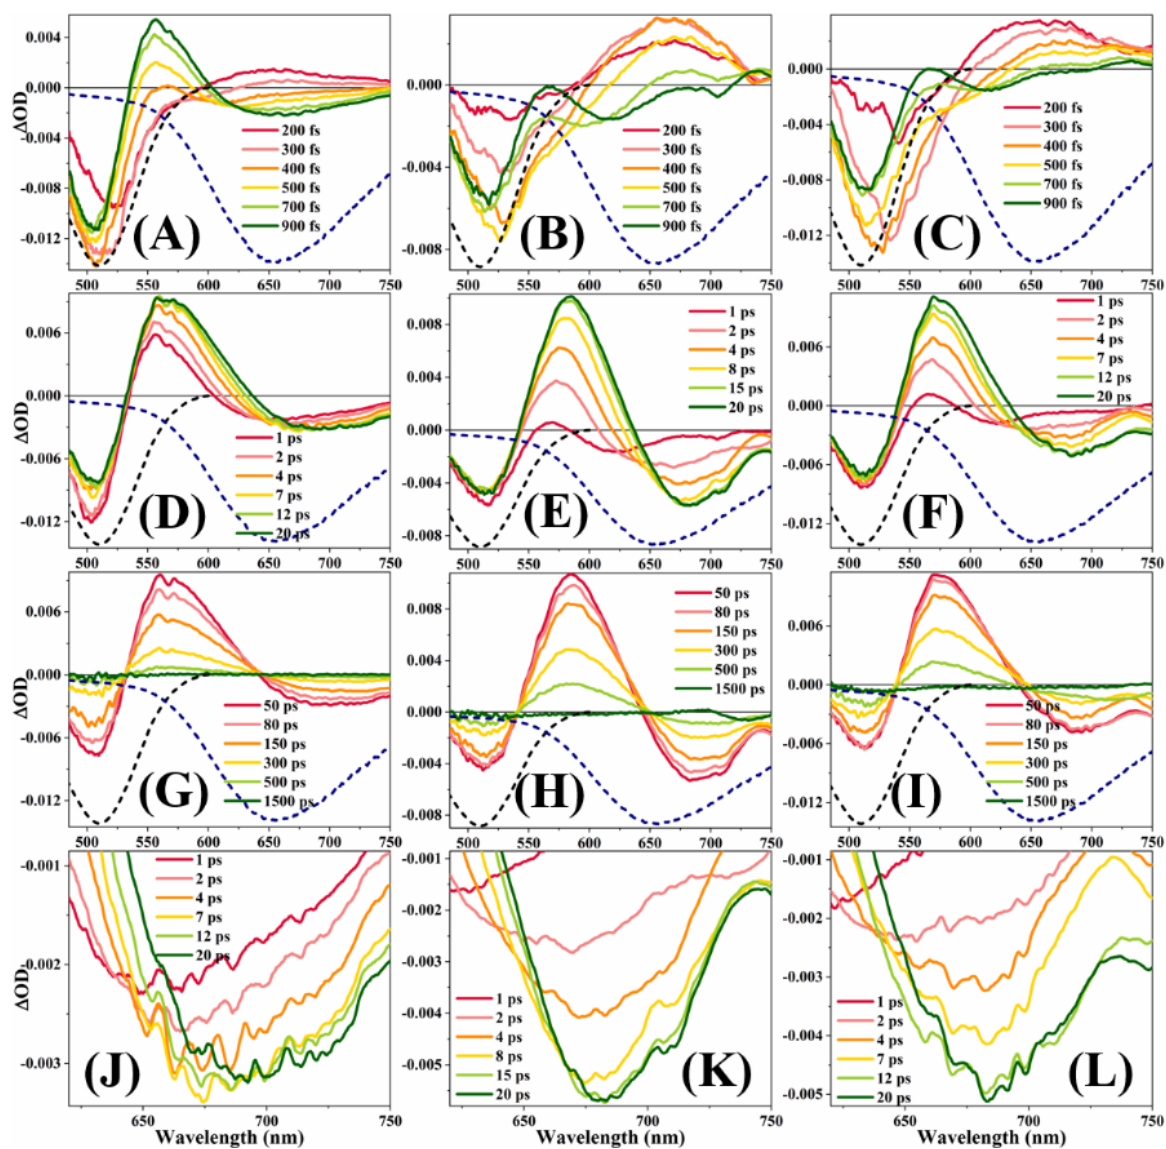 0.004
0.000
-0.004
-0.008
-0.012
ΔOD
200 fs
300 fs
400 fs
500 fs
700 fs
900 fs
(A)
500 550 600 650 700 750
0.000
-0.004
-0.008
200 fs
300 fs
400 fs
500 fs
700 fs
900 fs
(B)
500 550 600 650 700 750
0.000
-0.004
-0.008
-0.012
200 fs
300 fs
400 fs
500 fs
700 fs
900 fs
(C)
500 550 600 650 700 750
0.006
0.000
-0.006
-0.012
ΔOD
1 ps
2 ps
4 ps
7 ps
12 ps
20 ps
(D)
500 550 600 650 700 750
0.008
0.004
0.000
-0.004
-0.008
1 ps
2 ps
4 ps
8 ps
15 ps
20 ps
(E)
500 550 600 650 700 750
0.006
0.000
-0.006
-0.012
1 ps
2 ps
4 ps
7 ps
12 ps
20 ps
(F)
500 550 600 650 700 750
0.006
0.000
-0.006
-0.012
ΔOD
50 ps
80 ps
150 ps
300 ps
500 ps
1500 ps
(G)
500 550 600 650 700 750
0.008
0.004
0.000
-0.004
-0.008
50 ps
80 ps
150 ps
300 ps
500 ps
1500 ps
(H)
500 550 600 650 700 750
0.006
0.000
-0.006
-0.012
50 ps
80 ps
150 ps
300 ps
500 ps
1500 ps
(I)
500 550 600 650 700 750
-0.001
-0.002
-0.003
ΔOD
1 ps
2 ps
4 ps
7 ps
12 ps
20 ps
(J)
650 700 750
Wavelength (nm)
-0.001
-0.002
-0.003
-0.004
-0.005
1 ps
2 ps
4 ps
8 ps
15 ps
20 ps
(K)
650 700 750
Wavelength (nm)
-0.001
-0.002
-0.003
-0.004
-0.005
1 ps
2 ps
4 ps
7 ps
12 ps
20 ps
(L)
650 700 750
Wavelength (nm)